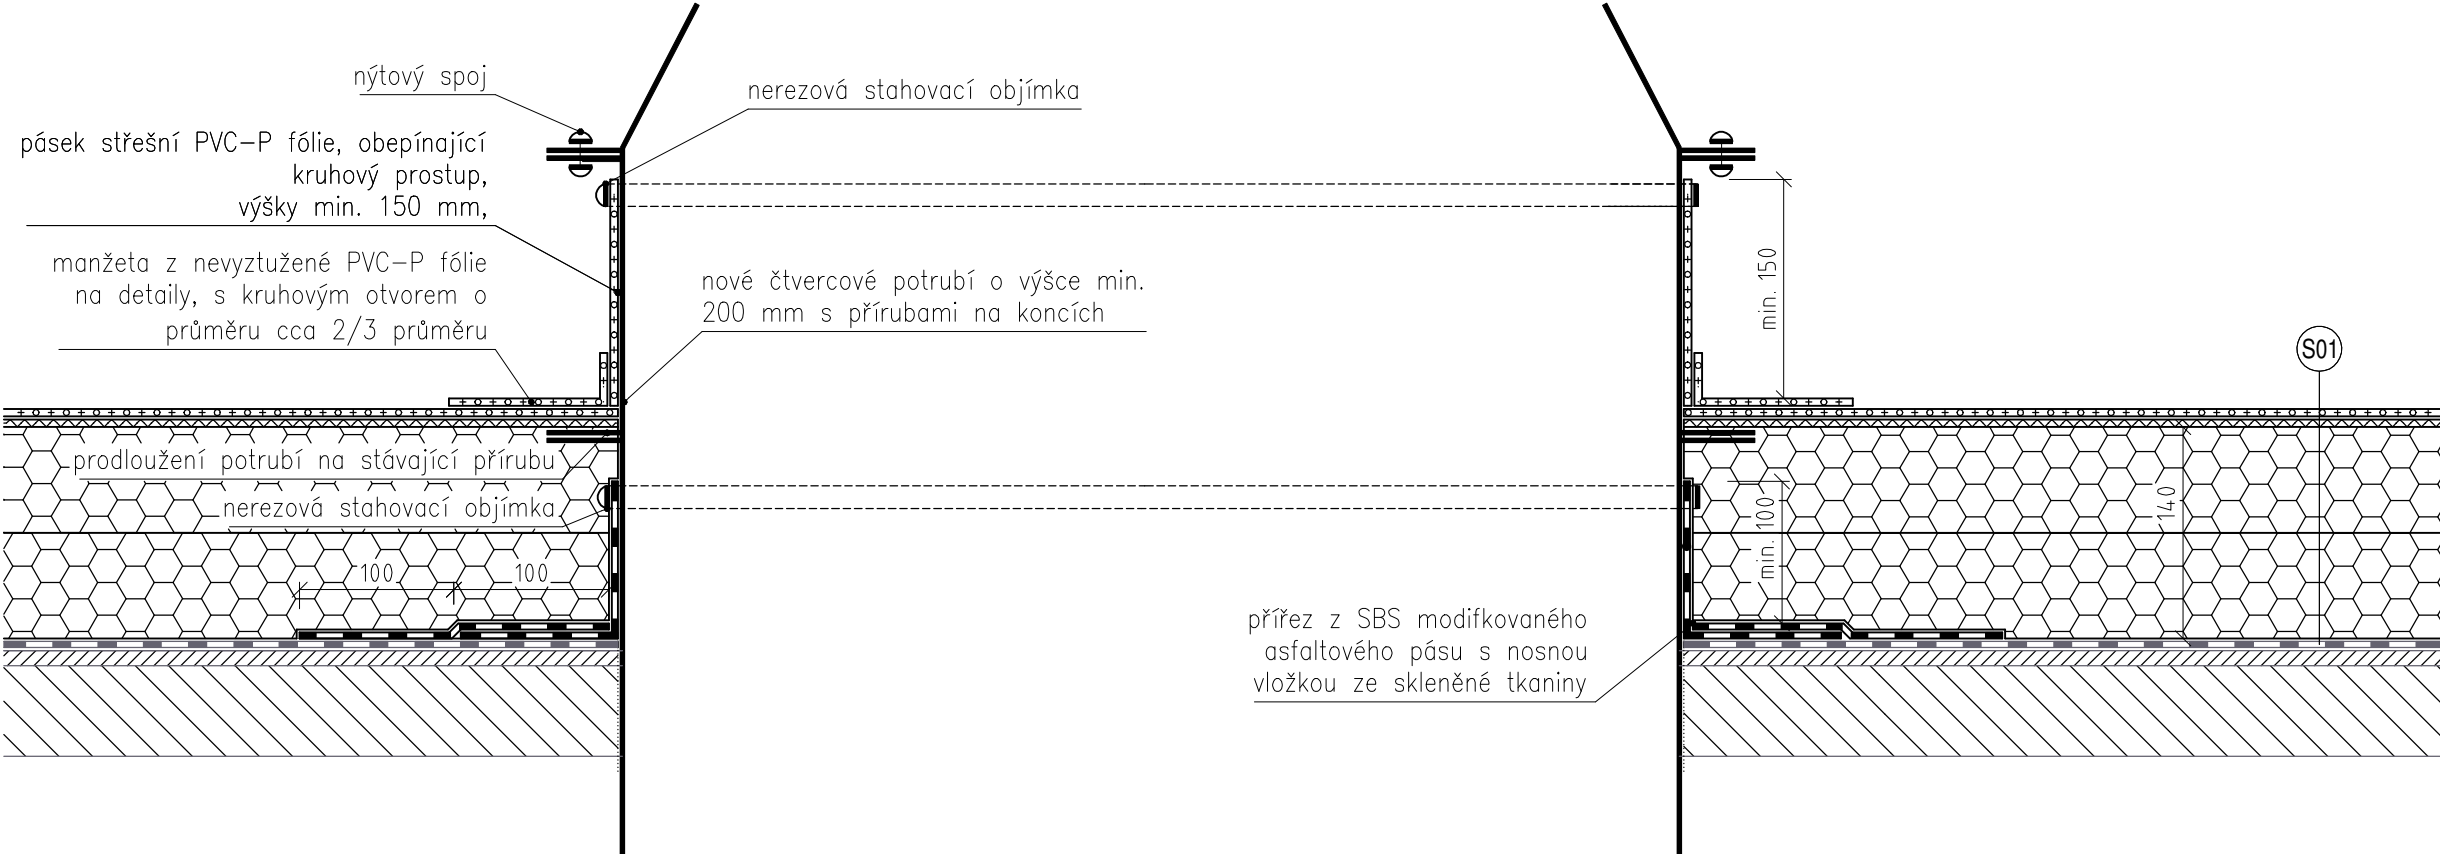 nýtový spoj
nerezová stahovací objímka
pásek střešní PVC-P fólie, obepínající
kruhový prostup,
výšky min. 150 mm,
manžeta z nevyztužené PVC-P fólie
na detaily, s kruhovým otvorem o
průměru cca 2/3 průměru
nové čtvercové potrubí o výšce min.
200 mm s přírubami na koncích
min. 150
S01
prodloužení potrubí na stávající přírubu
nerezová stahovací objímka
100
100
min. 100
140
přířez z SBS modifkovaného
asfaltového pásu s nosnou
vložkou ze skleněné tkaniny